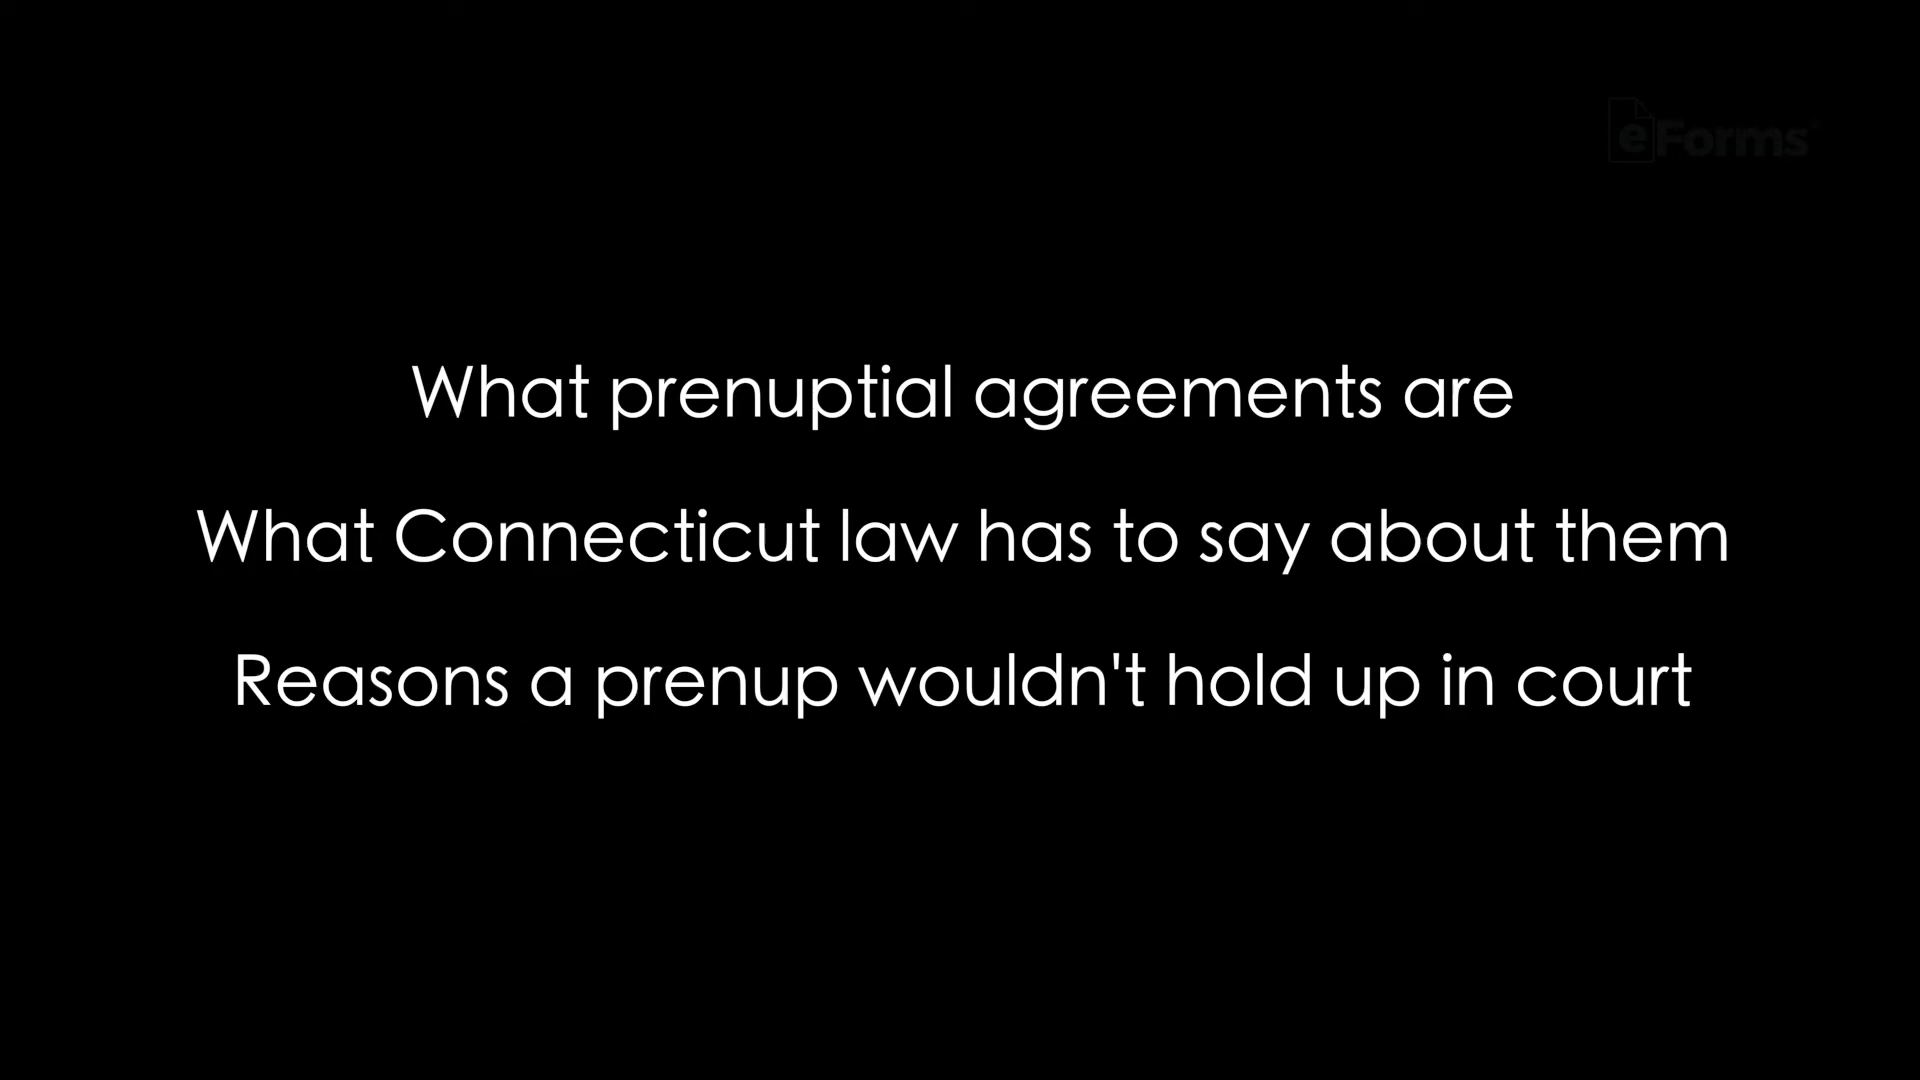 eForms
What prenuptial agreements are
What Connecticut law has to say about them
Reasons a prenup wouldn't hold up in court